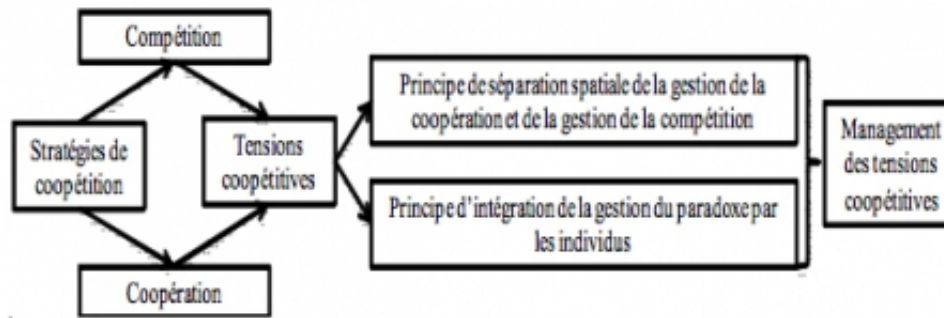 Compétition
Stratégies de
coopétition
Tensions
coopétitives
Coopération
Principe de séparation spatiale de la gestion de la
coopération et de la gestion de la compétition
Principe d'intégration de la gestion du paradoxe par
les individus
Management
des tensions
coopétitives